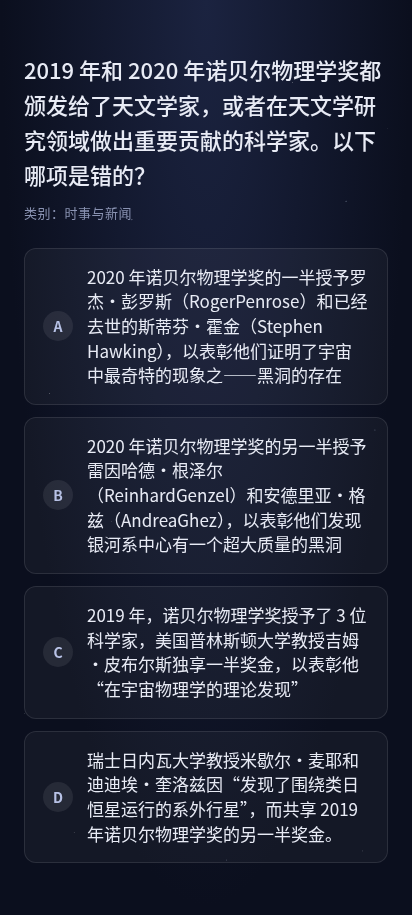 2019 年和 2020 年诺贝尔物理学奖都
颁发给了天文学家，或者在天文学研
究领域做出重要贡献的科学家。以下
哪项是错的？
类别：时事与新闻
A
2020 年诺贝尔物理学奖的一半授予罗
杰・彭罗斯（RogerPenrose）和已经
去世的斯蒂芬・霍金（Stephen
Hawking），以表彰他们证明了宇宙
中最奇特的现象之——黑洞的存在
B
2020 年诺贝尔物理学奖的另一半授予
雷因哈德・根泽尔
（ReinhardGenzel）和安德里亚・格
兹（AndreaGhez），以表彰他们发现
银河系中心有一个超大质量的黑洞
C
2019 年，诺贝尔物理学奖授予了 3 位
科学家，美国普林斯顿大学教授吉姆
・皮布尔斯独享一半奖金，以表彰他
“在宇宙物理学的理论发现”
D
瑞士日内瓦大学教授米歇尔・麦耶和
迪迪埃・奎洛兹因“发现了围绕类日
恒星运行的系外行星”，而共享 2019
年诺贝尔物理学奖的另一半奖金。